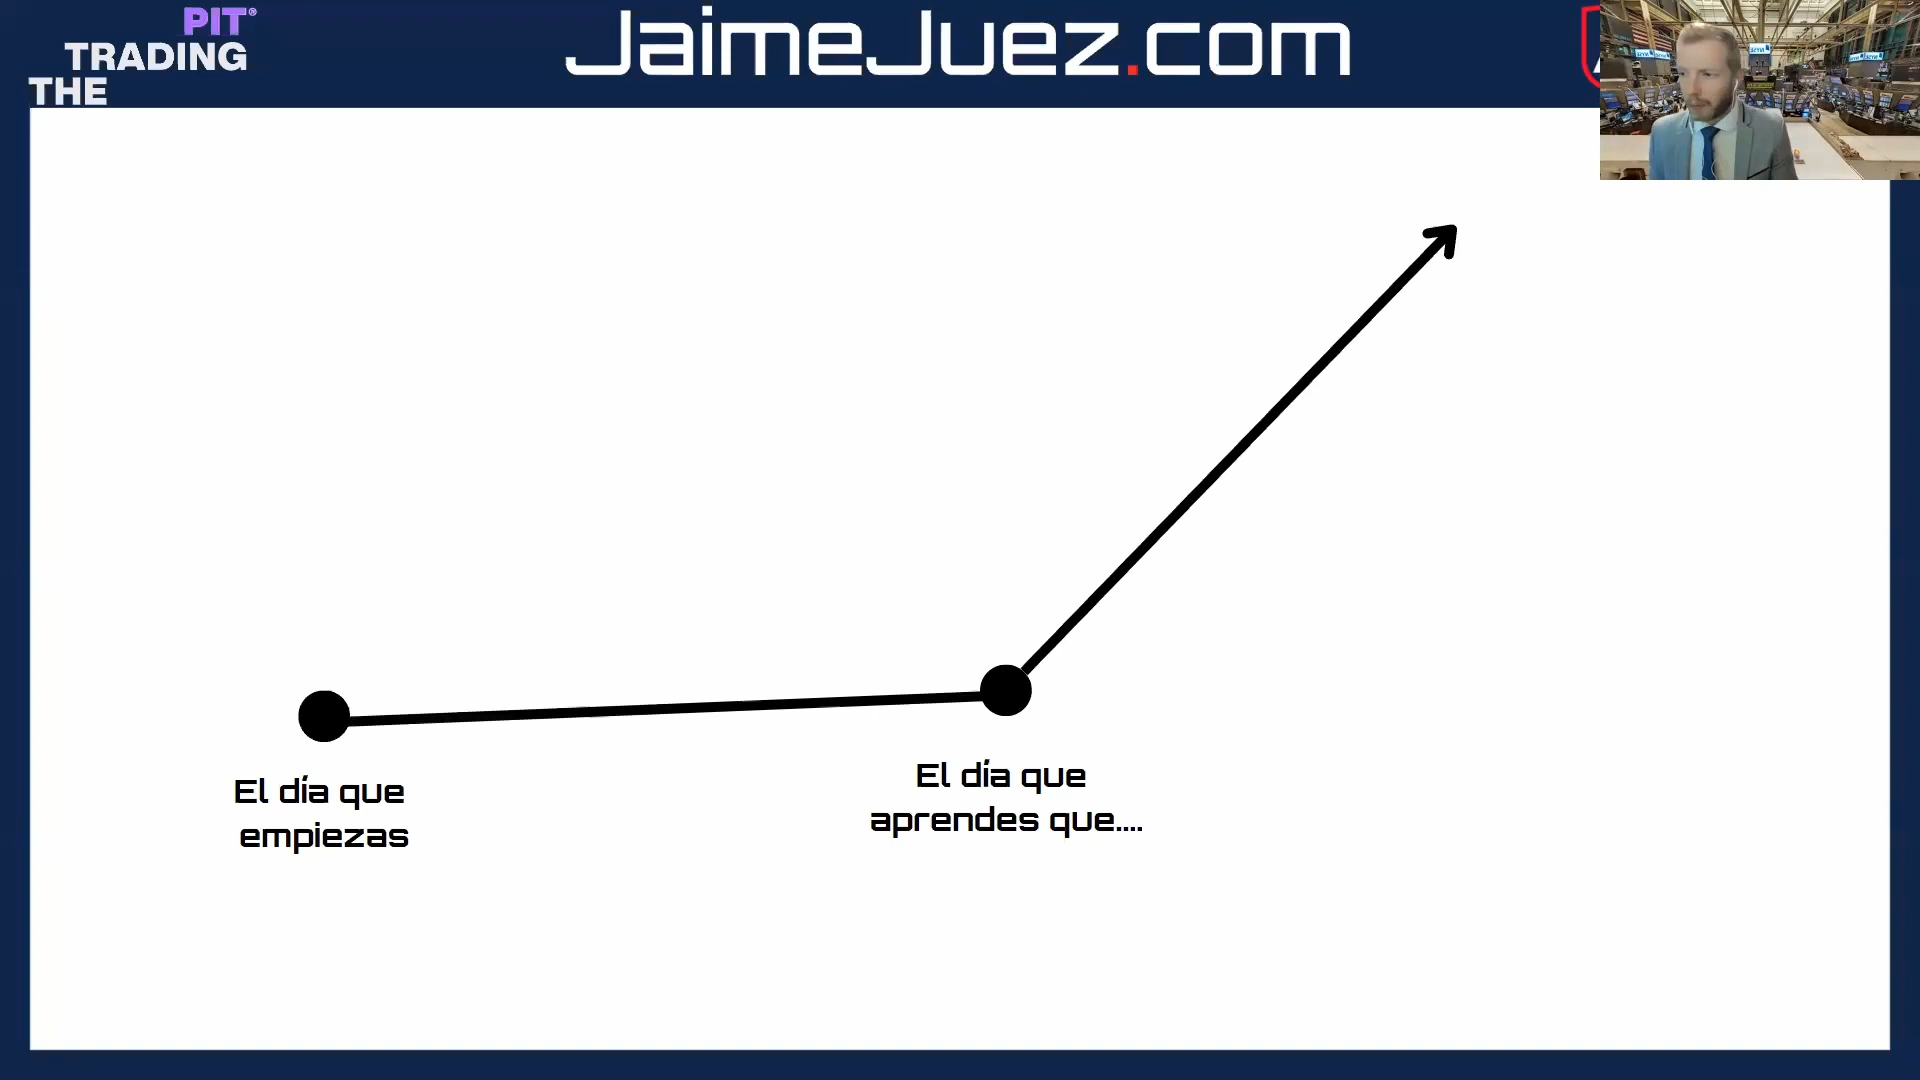 PIT®
TRADING
THE
JaimeJuez.com
El día que
empiezas
El día que
aprendes que....